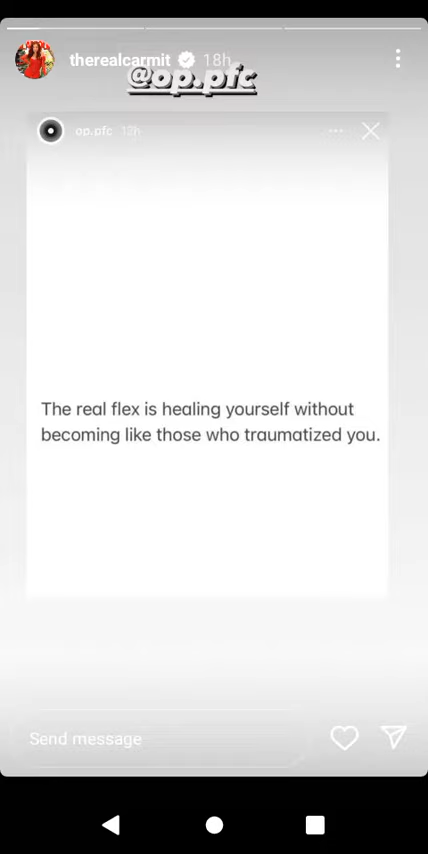 therealcarmit 18h
@op.pfc
op.pfc 13h
The real flex is healing yourself without
becoming like those who traumatized you.
Send message